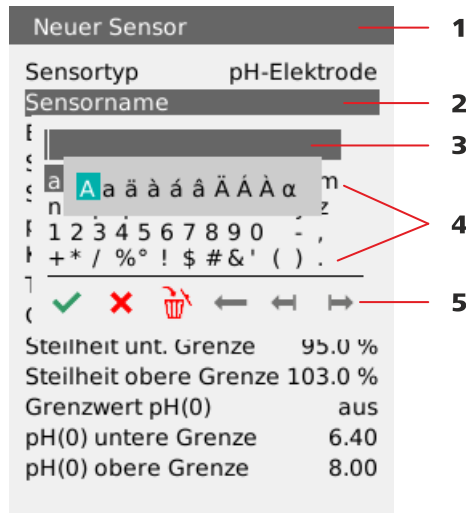 Neuer Sensor 1
Sensortyp pH-Elektrode
Sensorname 2
3
a m
A a ä à á â Ä Á À α
n z
1 2 3 4 5 6 7 8 9 0 - ,
4
+ * / % ° ! $ # & ' ( ) .
5
Steilheit unt. Grenze 95.0 %
Steilheit obere Grenze 103.0 %
Grenzwert pH(0) aus
pH(0) untere Grenze 6.40
pH(0) obere Grenze 8.00